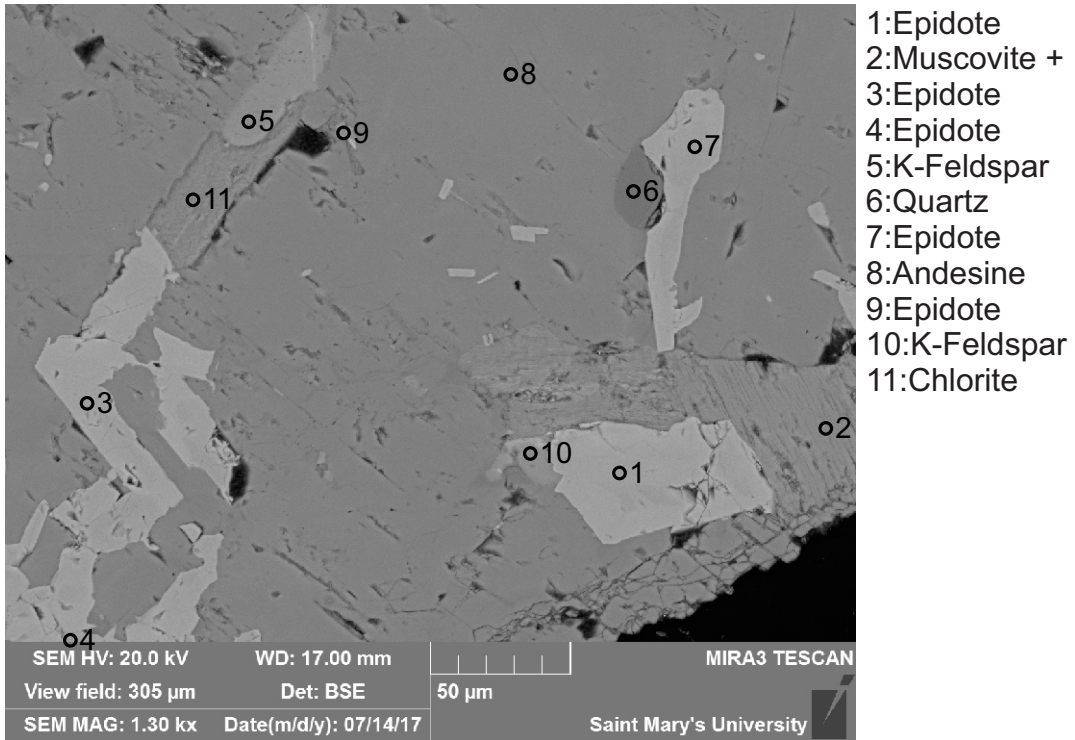 1:Epidote
2:Muscovite +
3:Epidote
4:Epidote
5:K-Feldspar
6:Quartz
7:Epidote
8:Andesine
9:Epidote
10:K-Feldspar
11:Chlorite
8
5
9
7
11
6
3
2
10
1
4
SEM HV: 20.0 kV WD: 17.00 mm MIRA3 TESCAN
View field: 305 µm Det: BSE 50 µm
SEM MAG: 1.30 kx Date(m/d/y): 07/14/17 Saint Mary's University